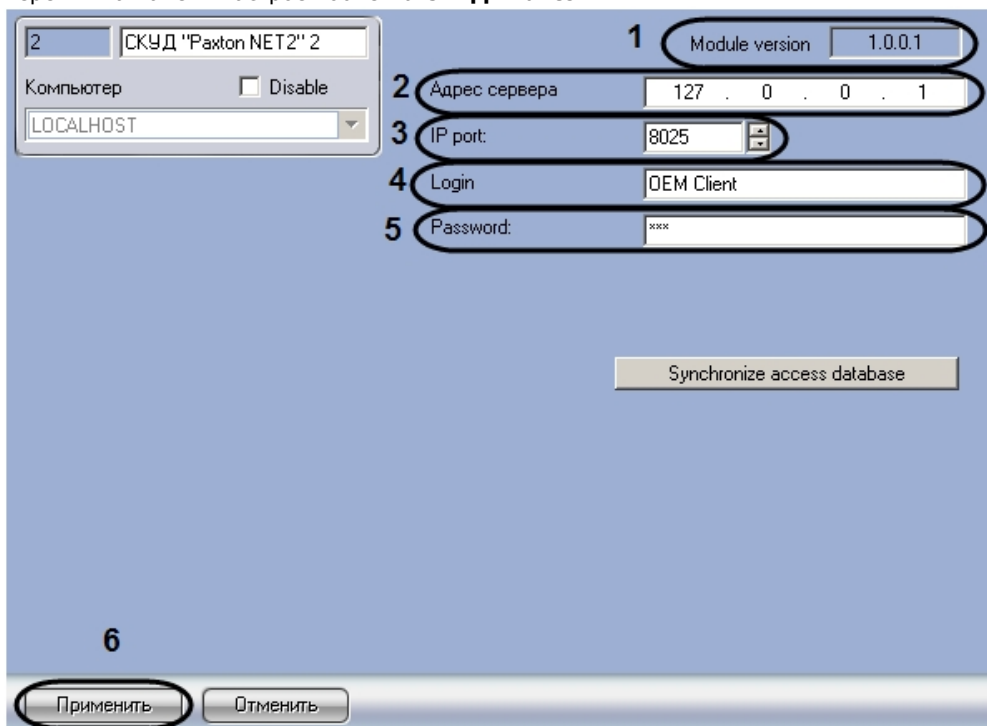 2
СКУД "Paxton NET2" 2
Компьютер
Disable
LOCALHOST
1
Module version
1.0.0.1
2
Адрес сервера
127 . 0 . 0 . 1
3
IP port:
8025
4
Login
OEM Client
5
Password:
***
Synchronize access database
6
Применить
Отменить